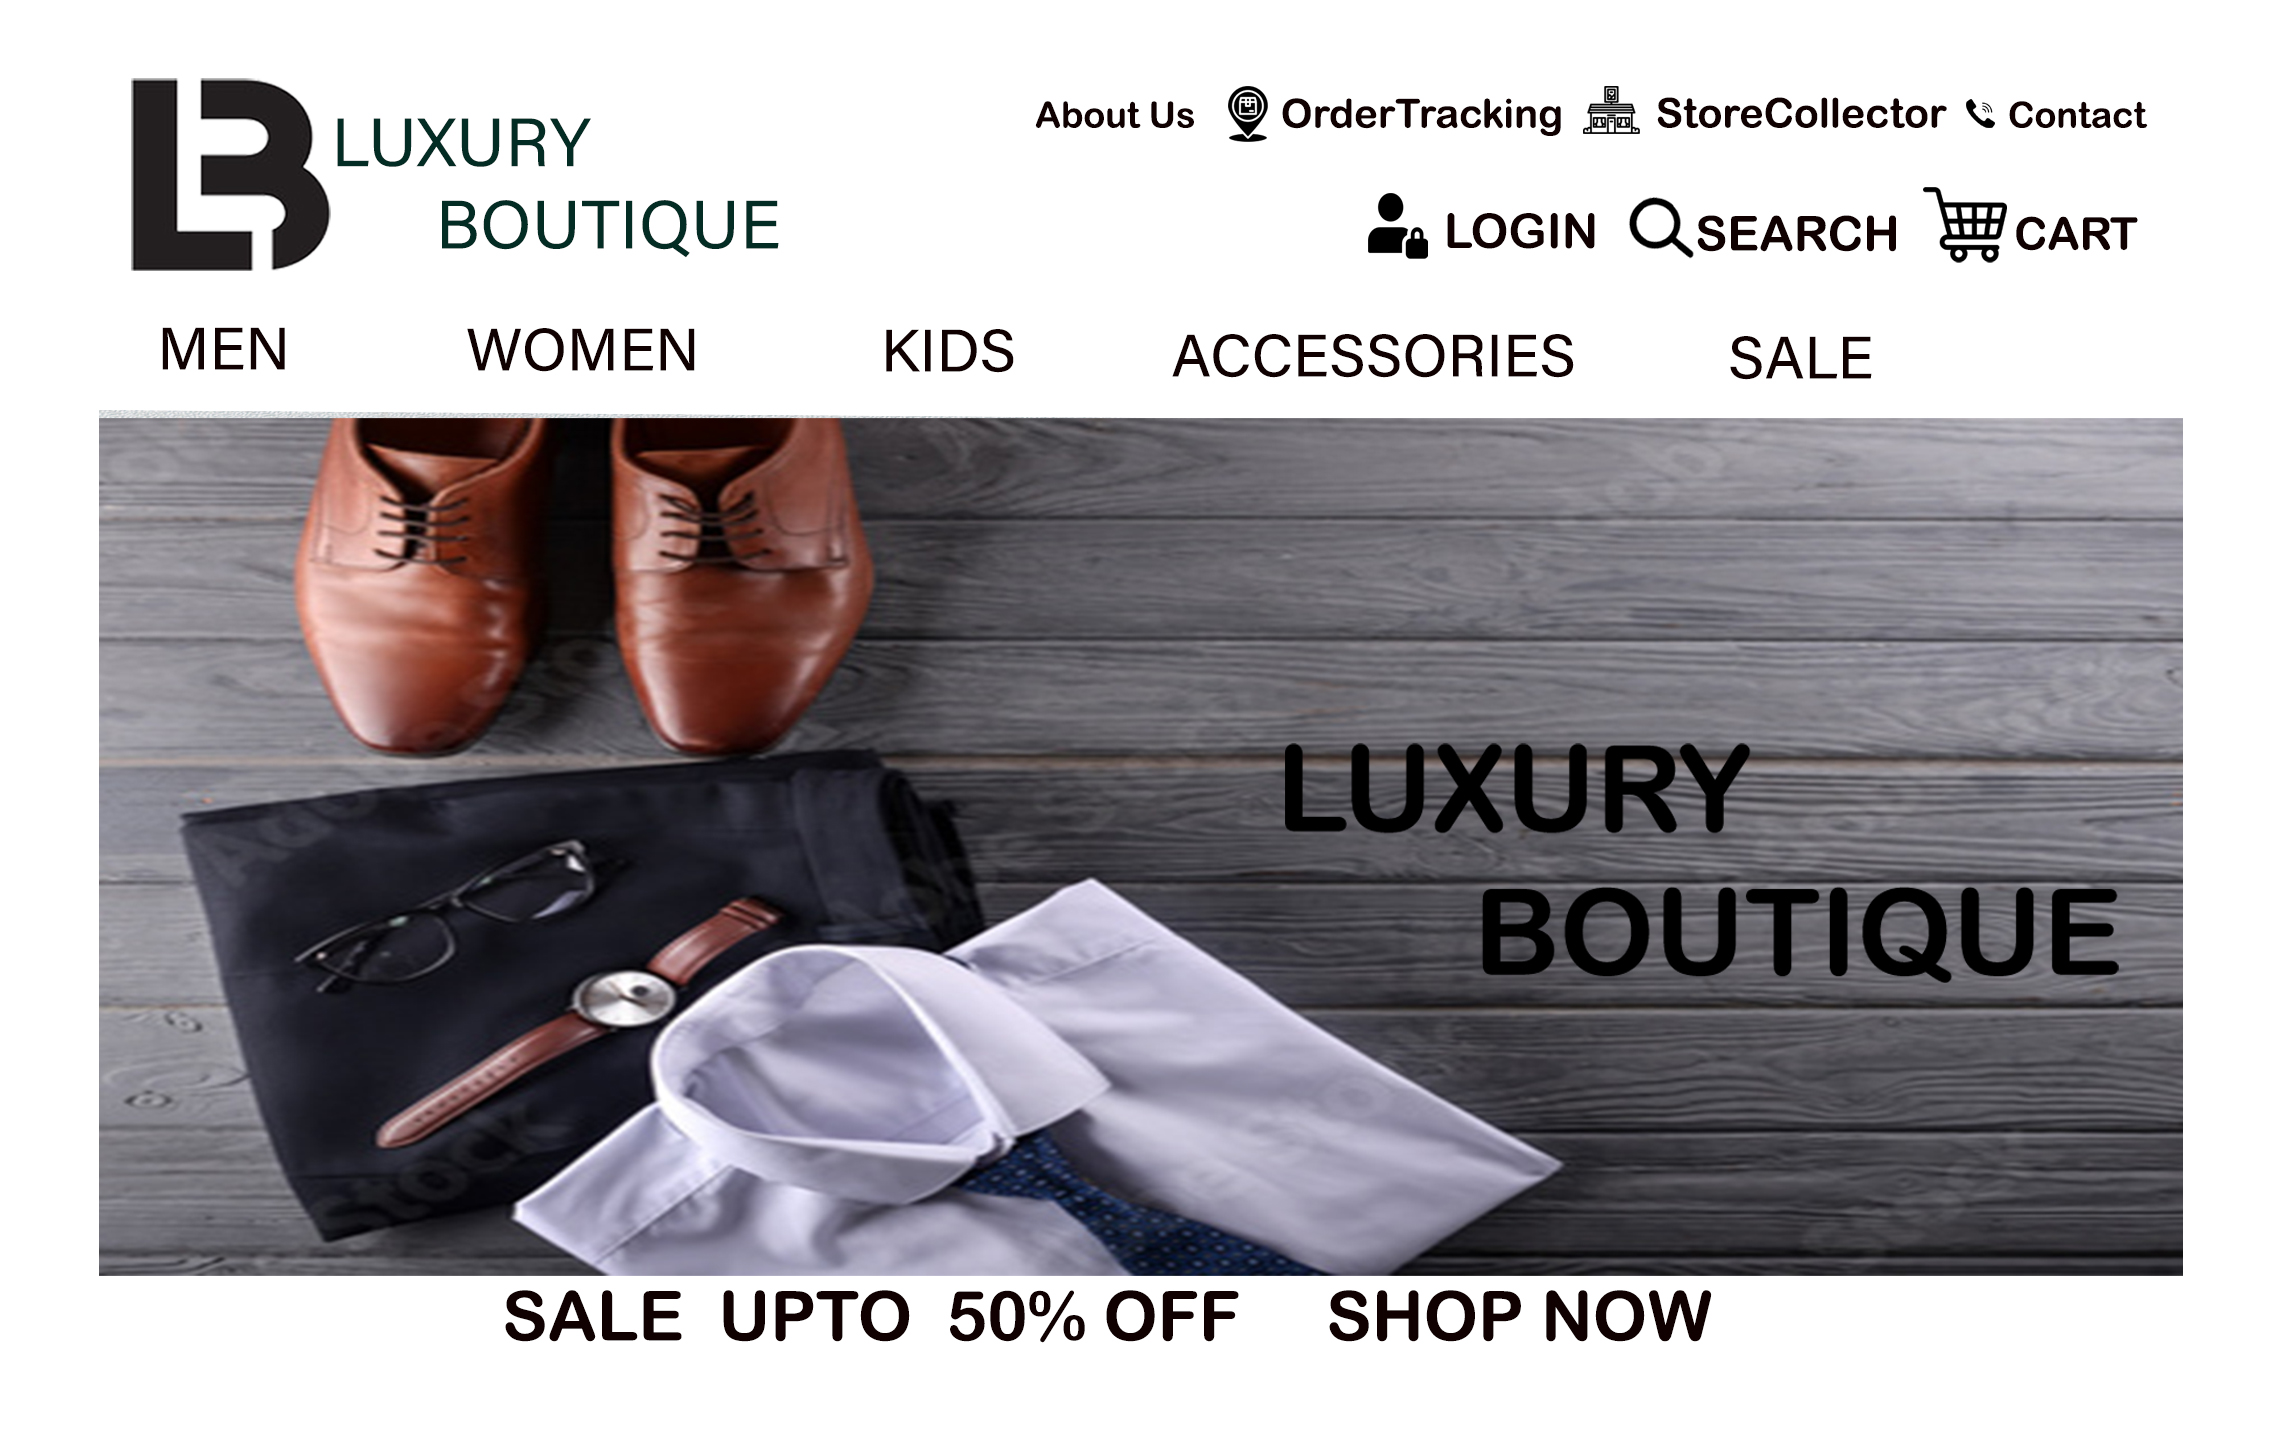 LB LUXURY
BOUTIQUE
About Us OrderTracking StoreCollector Contact
LOGIN SEARCH CART
MEN WOMEN KIDS ACCESSORIES SALE
LUXURY
BOUTIQUE
Stock
SALE UPTO 50% OFF SHOP NOW